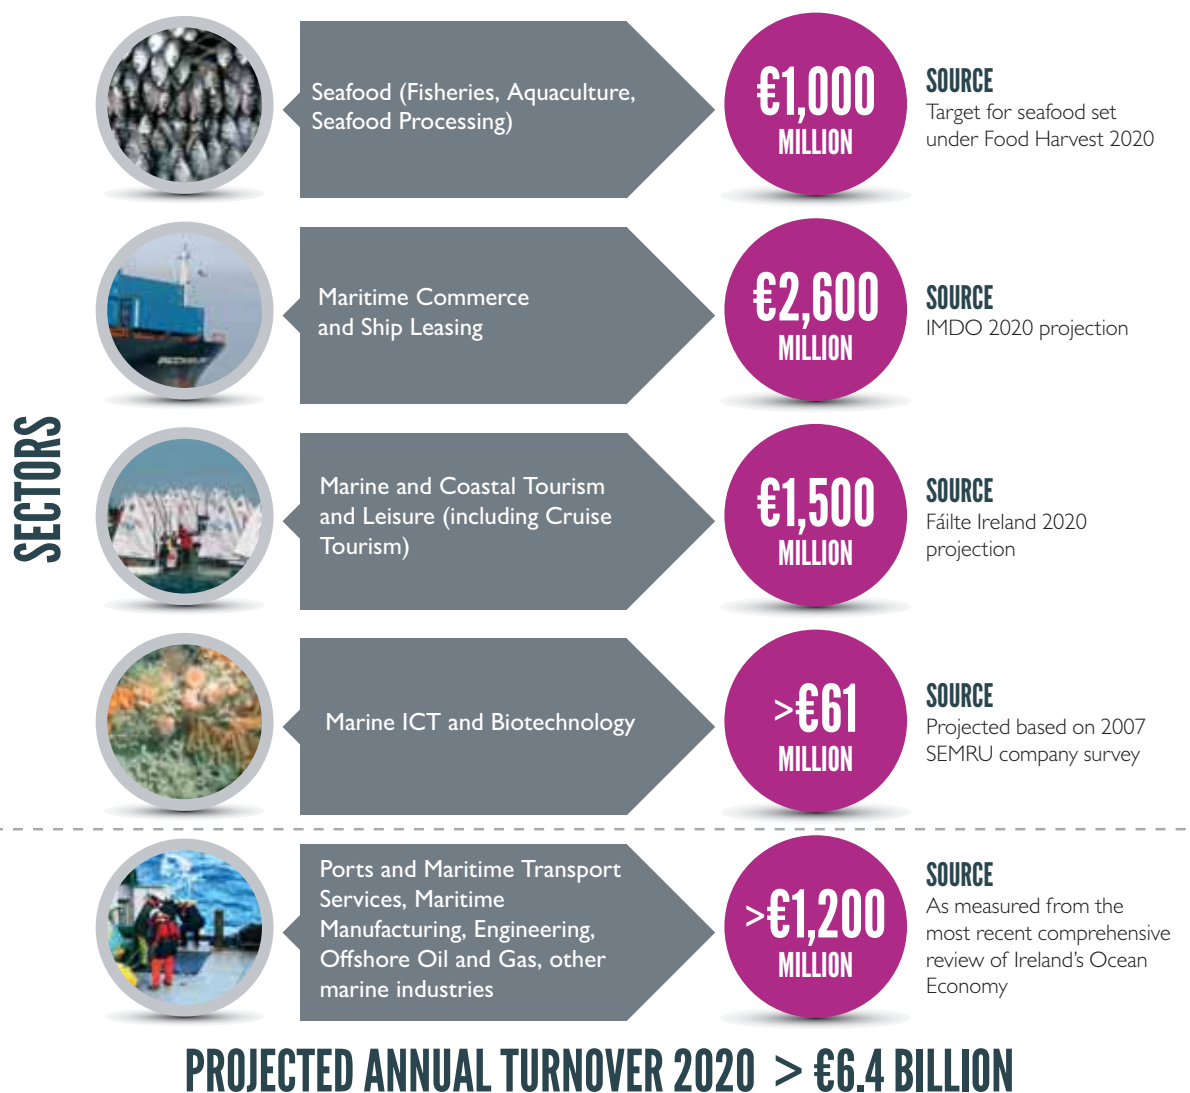 SECTORS
Seafood (Fisheries, Aquaculture,
Seafood Processing)
€1,000
MILLION
SOURCE
Target for seafood set
under Food Harvest 2020
Maritime Commerce
and Ship Leasing
€2,600
MILLION
SOURCE
IMDO 2020 projection
Marine and Coastal Tourism
and Leisure (including Cruise
Tourism)
€1,500
MILLION
SOURCE
Fáilte Ireland 2020
projection
Marine ICT and Biotechnology
>€61
MILLION
SOURCE
Projected based on 2007
SEMRU company survey
Ports and Maritime Transport
Services, Maritime
Manufacturing, Engineering,
Offshore Oil and Gas, other
marine industries
>€1,200
MILLION
SOURCE
As measured from the
most recent comprehensive
review of Ireland's Ocean
Economy
PROJECTED ANNUAL TURNOVER 2020 > €6.4 BILLION